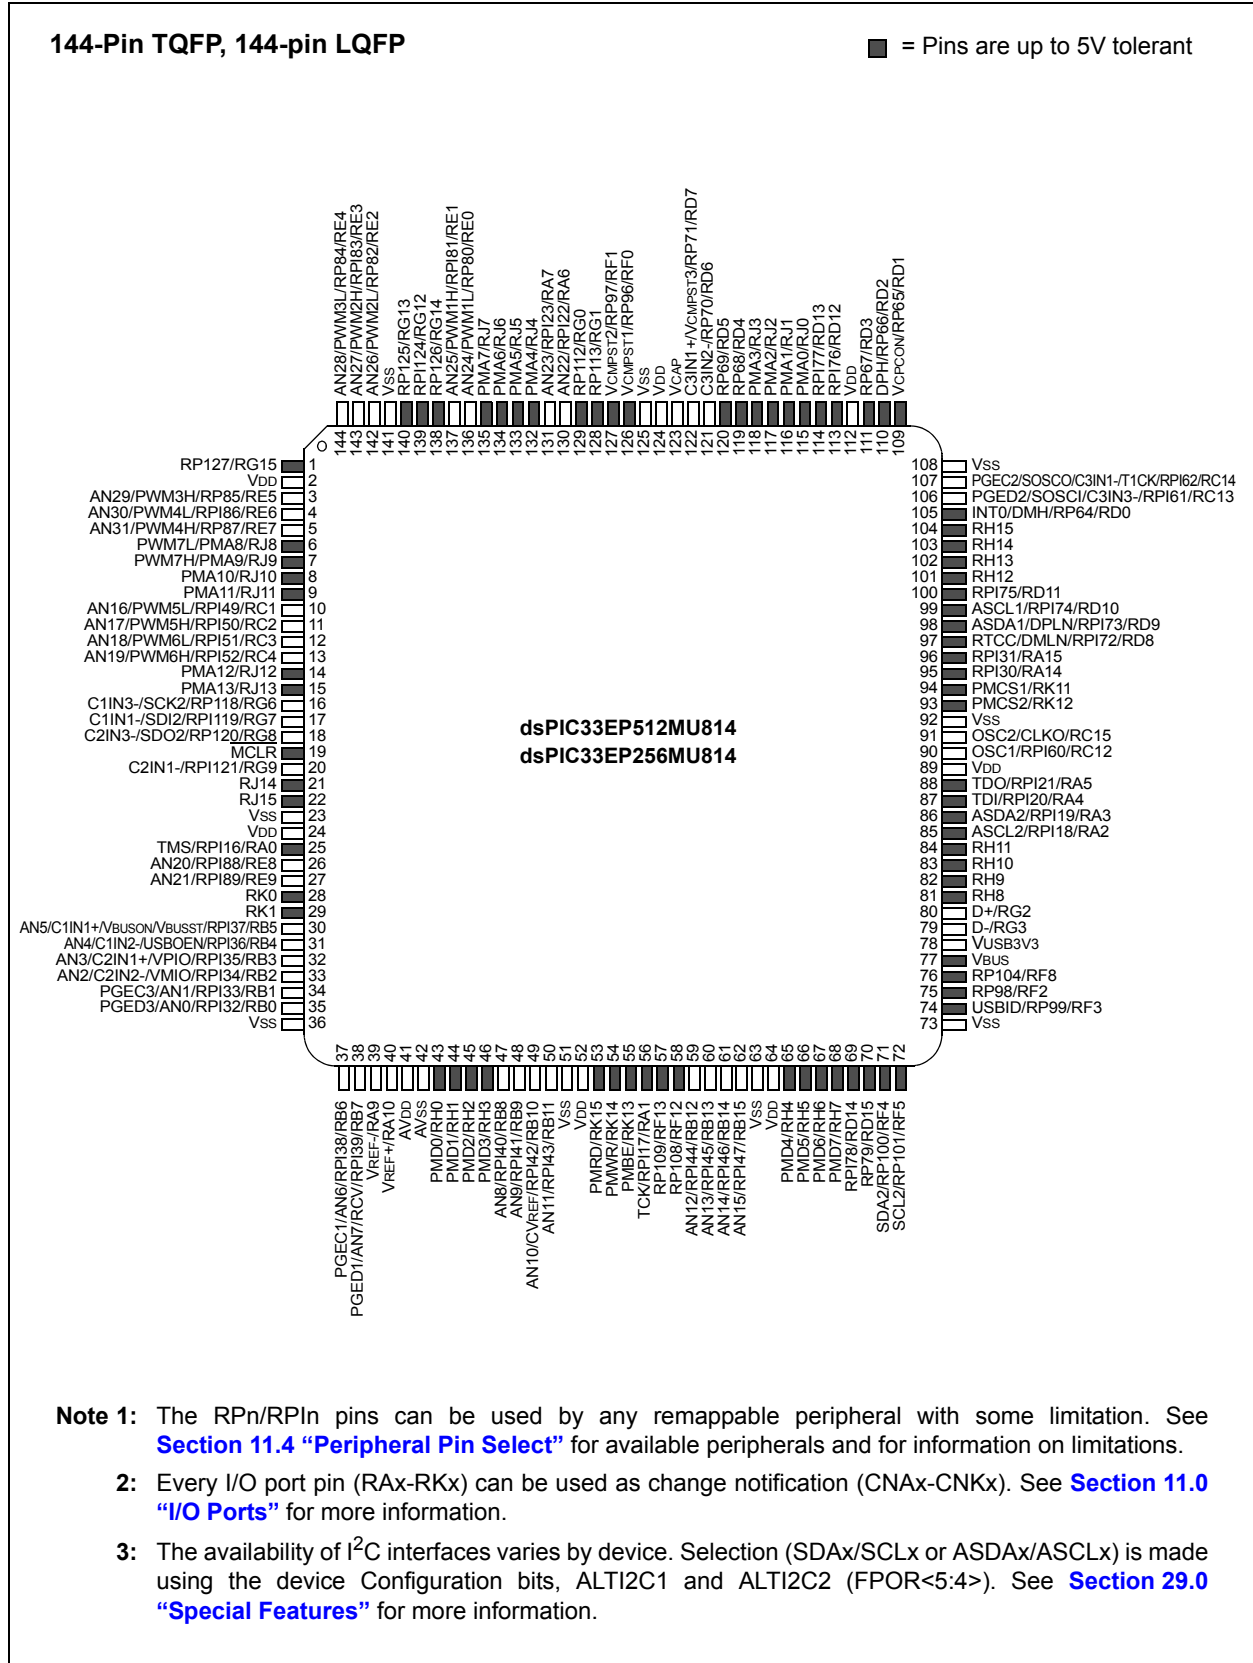 144-Pin TQFP, 144-pin LQFP
= Pins are up to 5V tolerant
AN28/PWM3L/RP84/RE4
AN27/PWM2H/RPI83/RE3
AN26/PWM2L/RP82/RE2
VSS
RP125/RG13
RPI124/RG12
RP126/RG14
AN25/PWM1H/RPI81/RE1
AN24/PWM1L/RP80/RE0
PMA7/RJ7
PMA6/RJ6
PMA5/RJ5
PMA4/RJ4
AN23/RPI23/RA7
AN22/RPI22/RA6
RP112/RG0
RP113/RG1
VCMPST2/RP97/RF1
VCMPST1/RP96/RF0
VSS
VDD
VCAP
C3IN1+/VCMPST3/RP71/RD7
C3IN2-/RP70/RD6
RP69/RD5
RP68/RD4
PMA3/RJ3
PMA2/RJ2
PMA1/RJ1
PMA0/RJ0
RPI77/RD13
RPI76/RD12
VDD
RP67/RD3
DPH/RP66/RD2
VCPCON/RP65/RD1
144 143 142 141 140 139 138 137 136 135 134 133 132 131 130 129 128 127 126 125 124 123 122 121 120 119 118 117 116 115 114 113 112 111 110 109
RP127/RG15 1
VDD 2
AN29/PWM3H/RP85/RE5 3
AN30/PWM4L/RPI86/RE6 4
AN31/PWM4H/RP87/RE7 5
PWM7L/PMA8/RJ8 6
PWM7H/PMA9/RJ9 7
PMA10/RJ10 8
PMA11/RJ11 9
AN16/PWM5L/RPI49/RC1 10
AN17/PWM5H/RPI50/RC2 11
AN18/PWM6L/RPI51/RC3 12
AN19/PWM6H/RPI52/RC4 13
PMA12/RJ12 14
PMA13/RJ13 15
C1IN3-/SCK2/RP118/RG6 16
C1IN1-/SDI2/RPI119/RG7 17
C2IN3-/SDO2/RP120/RG8 18
MCLR 19
C2IN1-/RPI121/RG9 20
RJ14 21
RJ15 22
VSS 23
VDD 24
TMS/RPI16/RA0 25
AN20/RPI88/RE8 26
AN21/RPI89/RE9 27
RK0 28
RK1 29
AN5/C1IN1+/VBUSON/VBUSST/RPI37/RB5 30
AN4/C1IN2-/USBOEN/RPI36/RB4 31
AN3/C2IN1+/VPIO/RPI35/RB3 32
AN2/C2IN2-/VMIO/RPI34/RB2 33
PGEC3/AN1/RPI33/RB1 34
PGED3/AN0/RPI32/RB0 35
VSS 36
dsPIC33EP512MU814
dsPIC33EP256MU814
108 VSS
107 PGEC2/SOSCO/C3IN1-/T1CK/RPI62/RC14
106 PGED2/SOSCI/C3IN3-/RPI61/RC13
105 INT0/DMH/RP64/RD0
104 RH15
103 RH14
102 RH13
101 RH12
100 RPI75/RD11
99 ASCL1/RPI74/RD10
98 ASDA1/DPLN/RPI73/RD9
97 RTCC/DMLN/RPI72/RD8
96 RPI31/RA15
95 RPI30/RA14
94 PMCS1/RK11
93 PMCS2/RK12
92 VSS
91 OSC2/CLKO/RC15
90 OSC1/RPI60/RC12
89 VDD
88 TDO/RPI21/RA5
87 TDI/RPI20/RA4
86 ASDA2/RPI19/RA3
85 ASCL2/RPI18/RA2
84 RH11
83 RH10
82 RH9
81 RH8
80 D+/RG2
79 D-/RG3
78 VUSB3V3
77 VBUS
76 RP104/RF8
75 RP98/RF2
74 USBID/RP99/RF3
73 VSS
37 38 39 40 41 42 43 44 45 46 47 48 49 50 51 52 53 54 55 56 57 58 59 60 61 62 63 64 65 66 67 68 69 70 71 72
PGEC1/AN6/RPI38/RB6
PGED1/AN7/RCV/RPI39/RB7
VREF-/RA9
VREF+/RA10
AVDD
AVSS
PMD0/RH0
PMD1/RH1
PMD2/RH2
PMD3/RH3
AN8/RPI40/RB8
AN9/RPI41/RB9
AN10/CVREF/RPI42/RB10
AN11/RPI43/RB11
VSS
VDD
PMRD/RK15
PMWR/RK14
PMBE/RK13
TCK/RPI17/RA1
RP109/RF13
RP108/RF12
AN12/RPI44/RB12
AN13/RPI45/RB13
AN14/RPI46/RB14
AN15/RPI47/RB15
VSS
VDD
PMD4/RH4
PMD5/RH5
PMD6/RH6
PMD7/RH7
RPI78/RD14
RP79/RD15
SDA2/RP100/RF4
SCL2/RP101/RF5
Note 1: The RPn/RPIn pins can be used by any remappable peripheral with some limitation. See
Section 11.4 “Peripheral Pin Select” for available peripherals and for information on limitations.
2: Every I/O port pin (RAx-RKx) can be used as change notification (CNAx-CNKx). See Section 11.0
“I/O Ports” for more information.
3: The availability of I2C interfaces varies by device. Selection (SDAx/SCLx or ASDAx/ASCLx) is made
using the device Configuration bits, ALTI2C1 and ALTI2C2 (FPOR<5:4>). See Section 29.0
“Special Features” for more information.